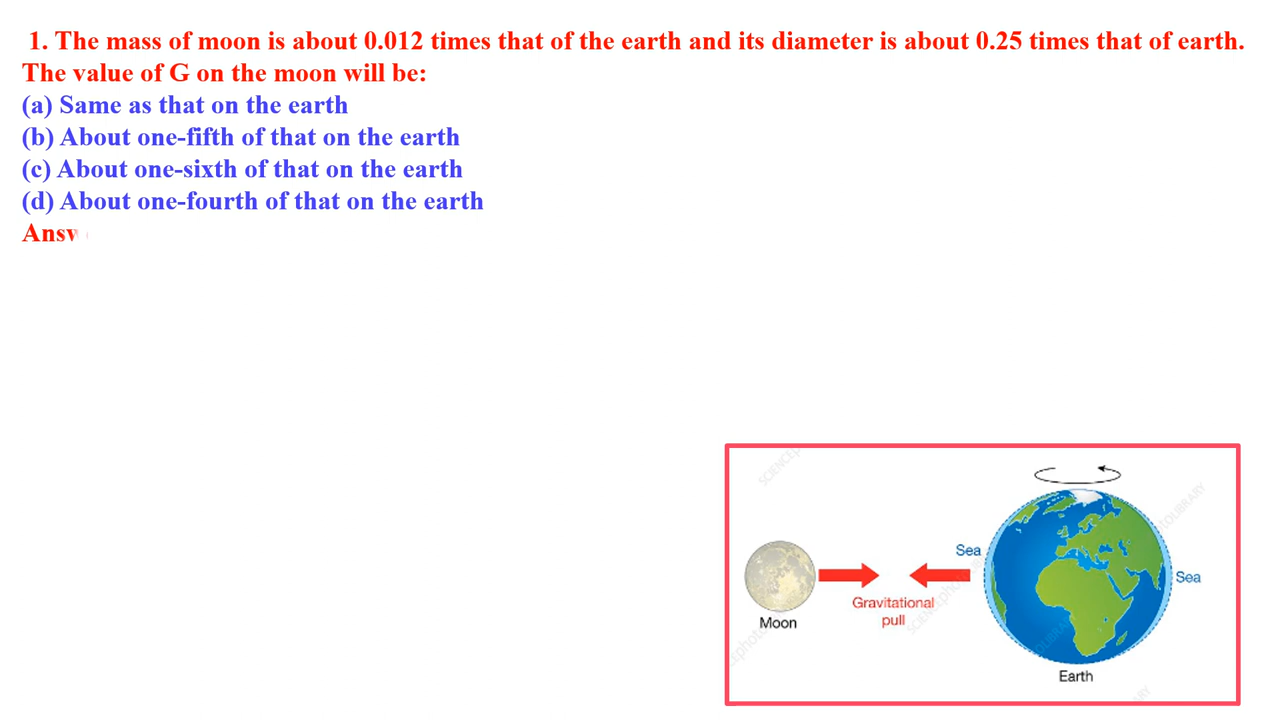 1. The mass of moon is about 0.012 times that of the earth and its diameter is about 0.25 times that of earth.
The value of G on the moon will be:
(a) Same as that on the earth
(b) About one-fifth of that on the earth
(c) About one-sixth of that on the earth
(d) About one-fourth of that on the earth
Answ
Sea
Sea
Gravitational
pull
Moon
Earth